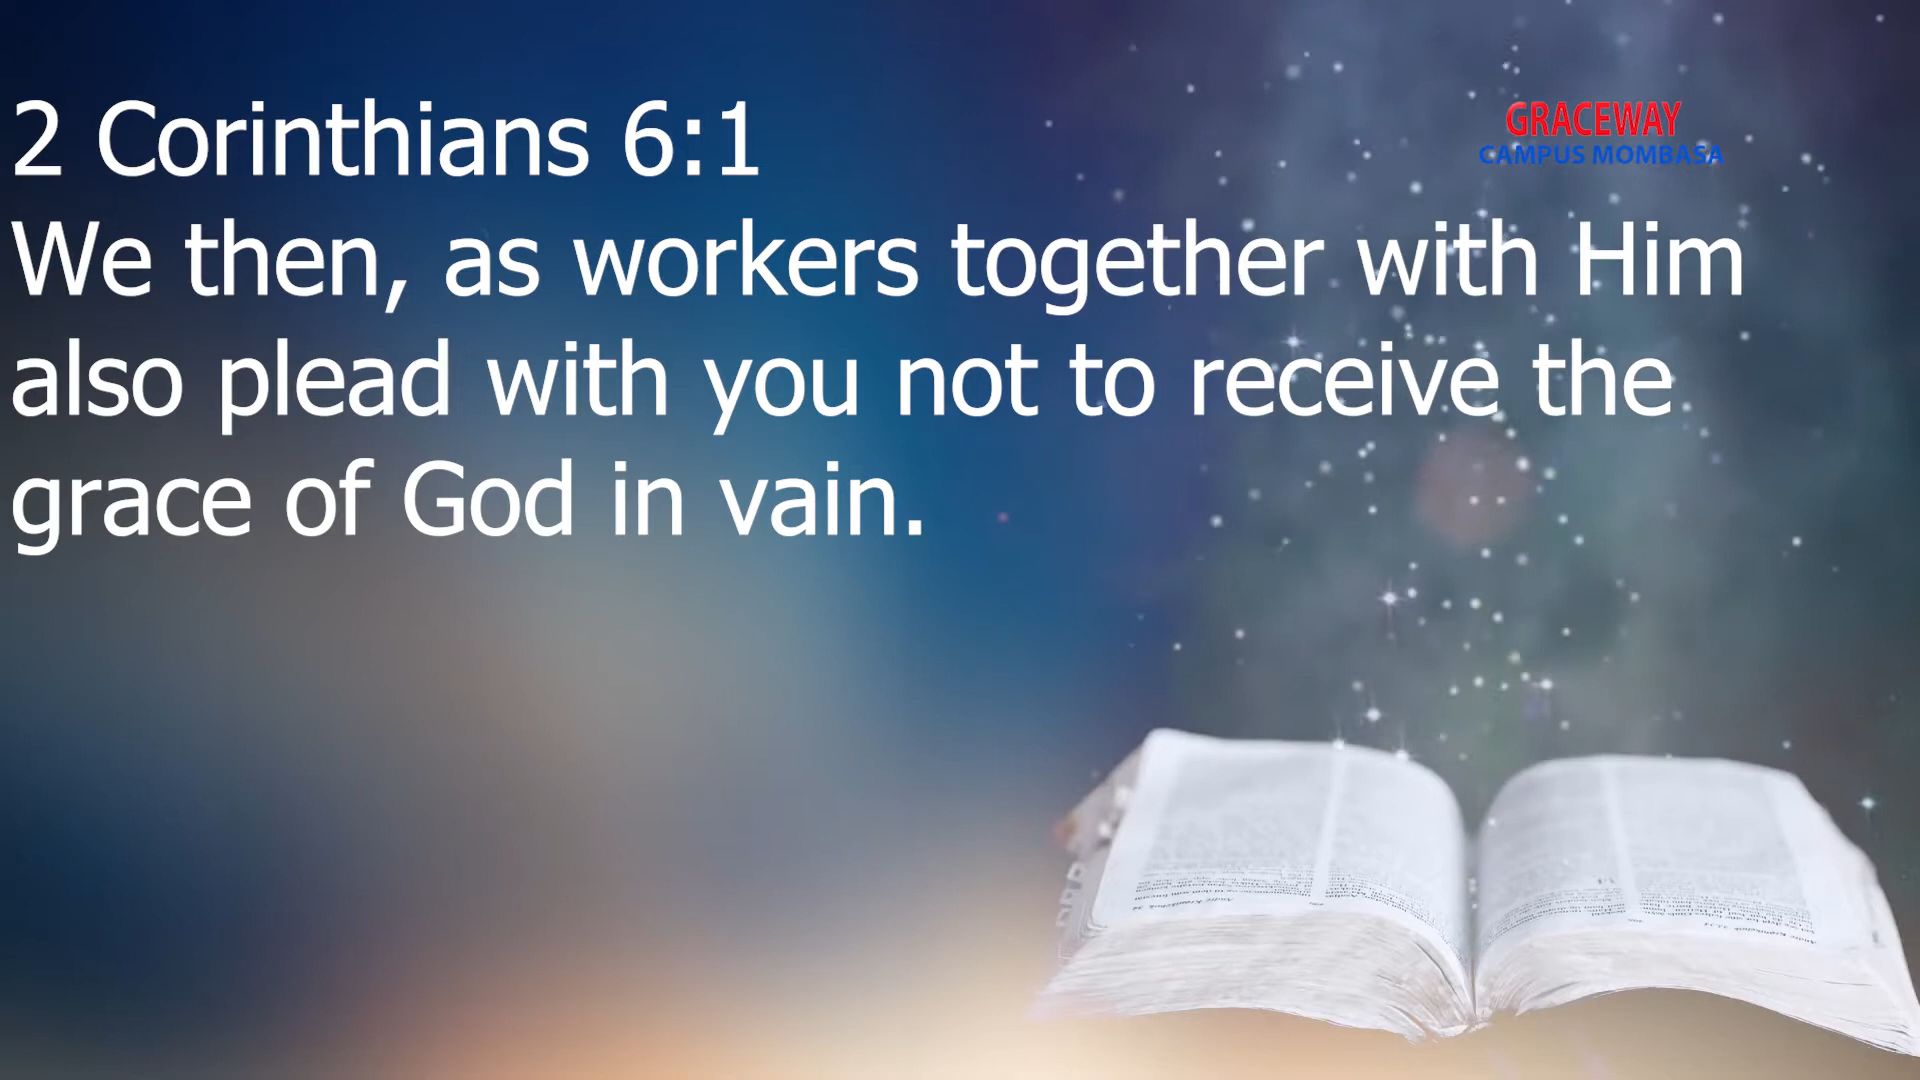 2 Corinthians 6:1
GRACEWAY
CAMPUS MOMBASA
We then, as workers together with Him
also plead with you not to receive the
grace of God in vain.